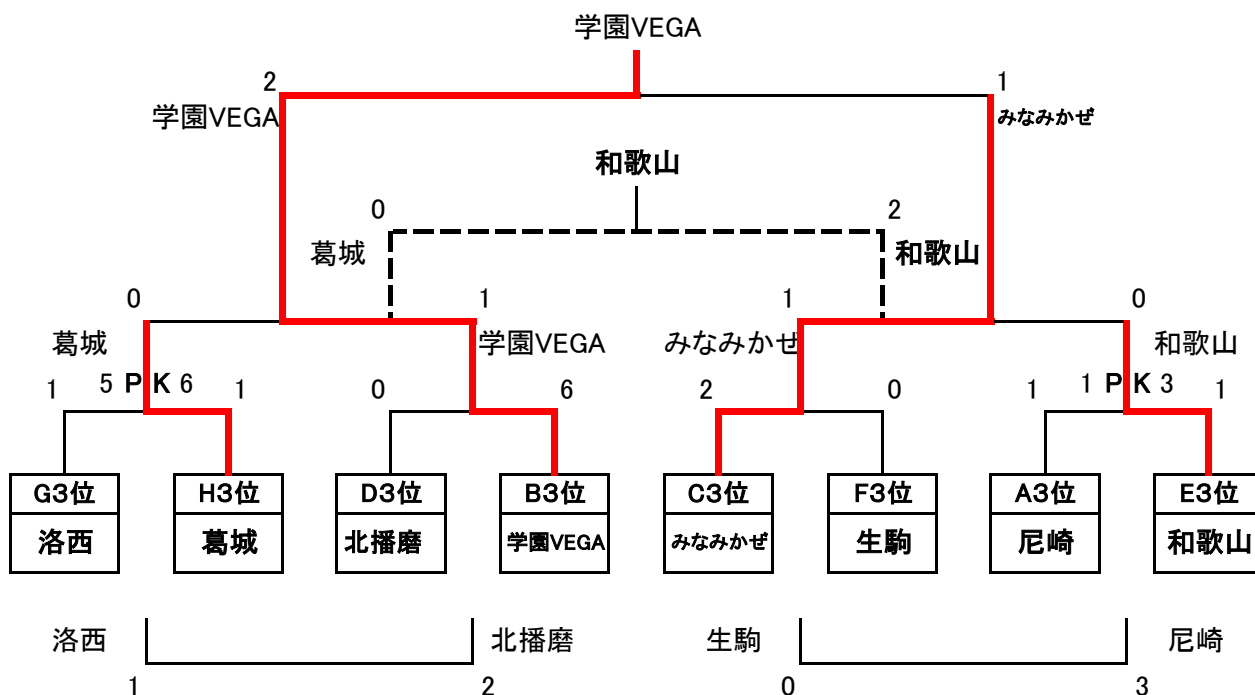 学園VEGA
2 1
学園VEGA みなみかぜ
和歌山
0 2
葛城 和歌山
0 1 1 0
葛城 学園VEGA みなみかぜ 和歌山
1 5 PK 6 1 0 6 2 0 1 1 PK 3 1
G3位 H3位 D3位 B3位 C3位 F3位 A3位 E3位
洛西 葛城 北播磨 学園VEGA みなみかぜ 生駒 尼崎 和歌山
洛西 北播磨 生駒 尼崎
1 2 0 3